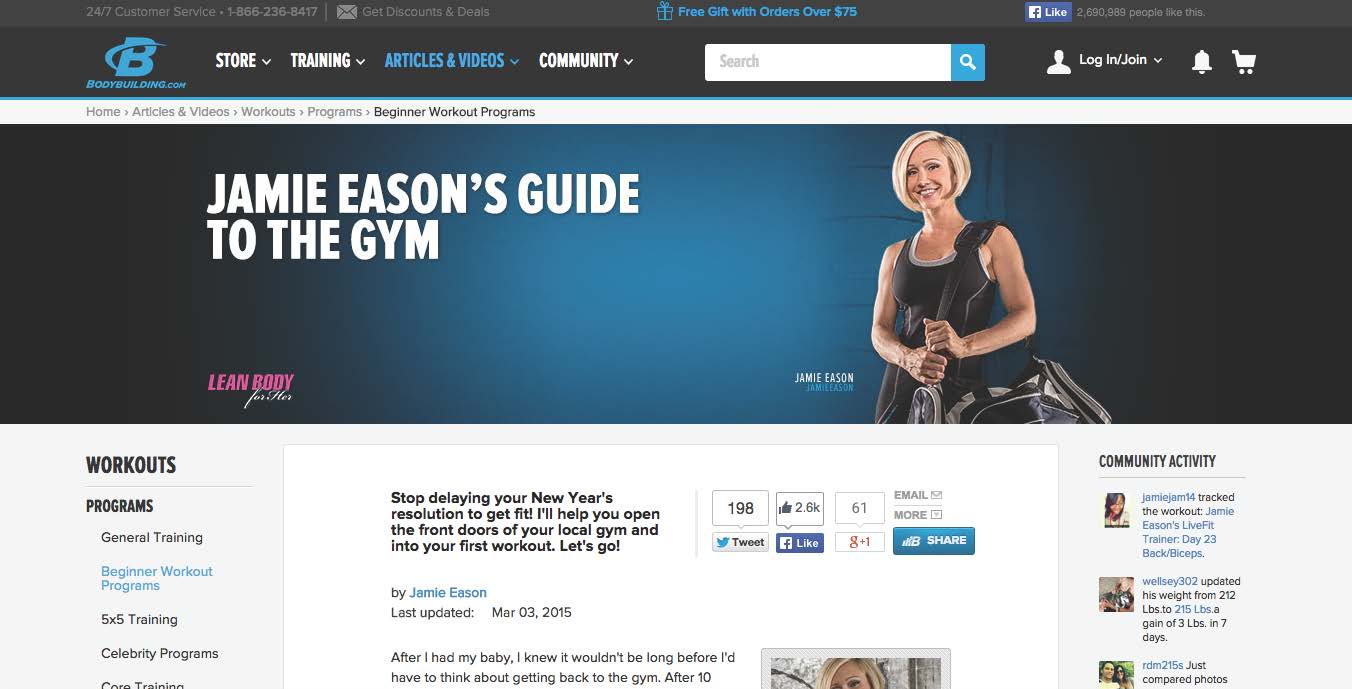 24/7 Customer Service • 1-866-236-8417
Get Discounts & Deals
Free Gift with Orders Over $75
Like
2,690,989 people like this.
BODYBUILDING.COM
STORE
TRAINING
ARTICLES & VIDEOS
COMMUNITY
Search
Log In/Join
Home › Articles & Videos › Workouts › Programs › Beginner Workout Programs
JAMIE EASON'S GUIDE
TO THE GYM
LEAN BODY
for Her
JAMIE EASON
JAMIEEASON
WORKOUTS
PROGRAMS
General Training
Beginner Workout
Programs
5x5 Training
Celebrity Programs
Core Training
Stop delaying your New Year's
resolution to get fit! I'll help you open
the front doors of your local gym and
into your first workout. Let's go!
198
Tweet
2.6k
Like
61
g+1
EMAIL
MORE
SHARE
by Jamie Eason
Last updated: Mar 03, 2015
After I had my baby, I knew it wouldn't be long before I'd
have to think about getting back to the gym. After 10
COMMUNITY ACTIVITY
jamiejam14 tracked
the workout: Jamie
Eason's LiveFit
Trainer: Day 23
Back/Biceps.
wellsey302 updated
his weight from 212
Lbs.to 215 Lbs.a
gain of 3 Lbs. in 7
days.
rdm215s Just
compared photos